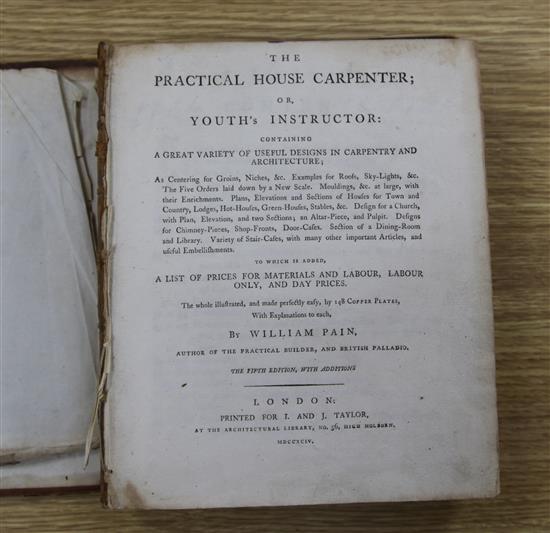 THE
PRACTICAL HOUSE CARPENTER;
OR,
YOUTH's INSTRUCTOR:
CONTAINING
A GREAT VARIETY OF USEFUL DESIGNS IN CARPENTRY AND
ARCHITECTURE;
As Centering for Groins, Niches, &c. Examples for Roofs, Sky-Lights, &c.
The Five Orders laid down by a New Scale. Mouldings, &c. at large, with
their Enrichments. Plans, Elevations and Sections of Houses for Town and
Country, Lodges, Hot-Houses, Green-Houses, Stables, &c. Design for a Church,
with Plan, Elevation, and two Sections; an Altar-Piece, and Pulpit. Designs
for Chimney-Pieces, Shop-Fronts, Door-Cases. Section of a Dining-Room
and Library. Variety of Stair-Cases, with many other important Articles, and
useful Embellishments.
TO WHICH IS ADDED,
A LIST OF PRICES FOR MATERIALS AND LABOUR, LABOUR
ONLY, AND DAY PRICES.
The whole illustrated, and made perfectly easy, by 148 COPPER PLATES,
With Explanations to each,
BY WILLIAM PAIN,
AUTHOR OF THE PRACTICAL BUILDER, AND BRITISH PALLADIO.
THE FIFTH EDITION, WITH ADDITIONS
LONDON:
PRINTED FOR I. AND J. TAYLOR,
AT THE ARCHITECTURAL LIBRARY, NO. 56, HIGH HOLBORN,
MDCCXCIV.